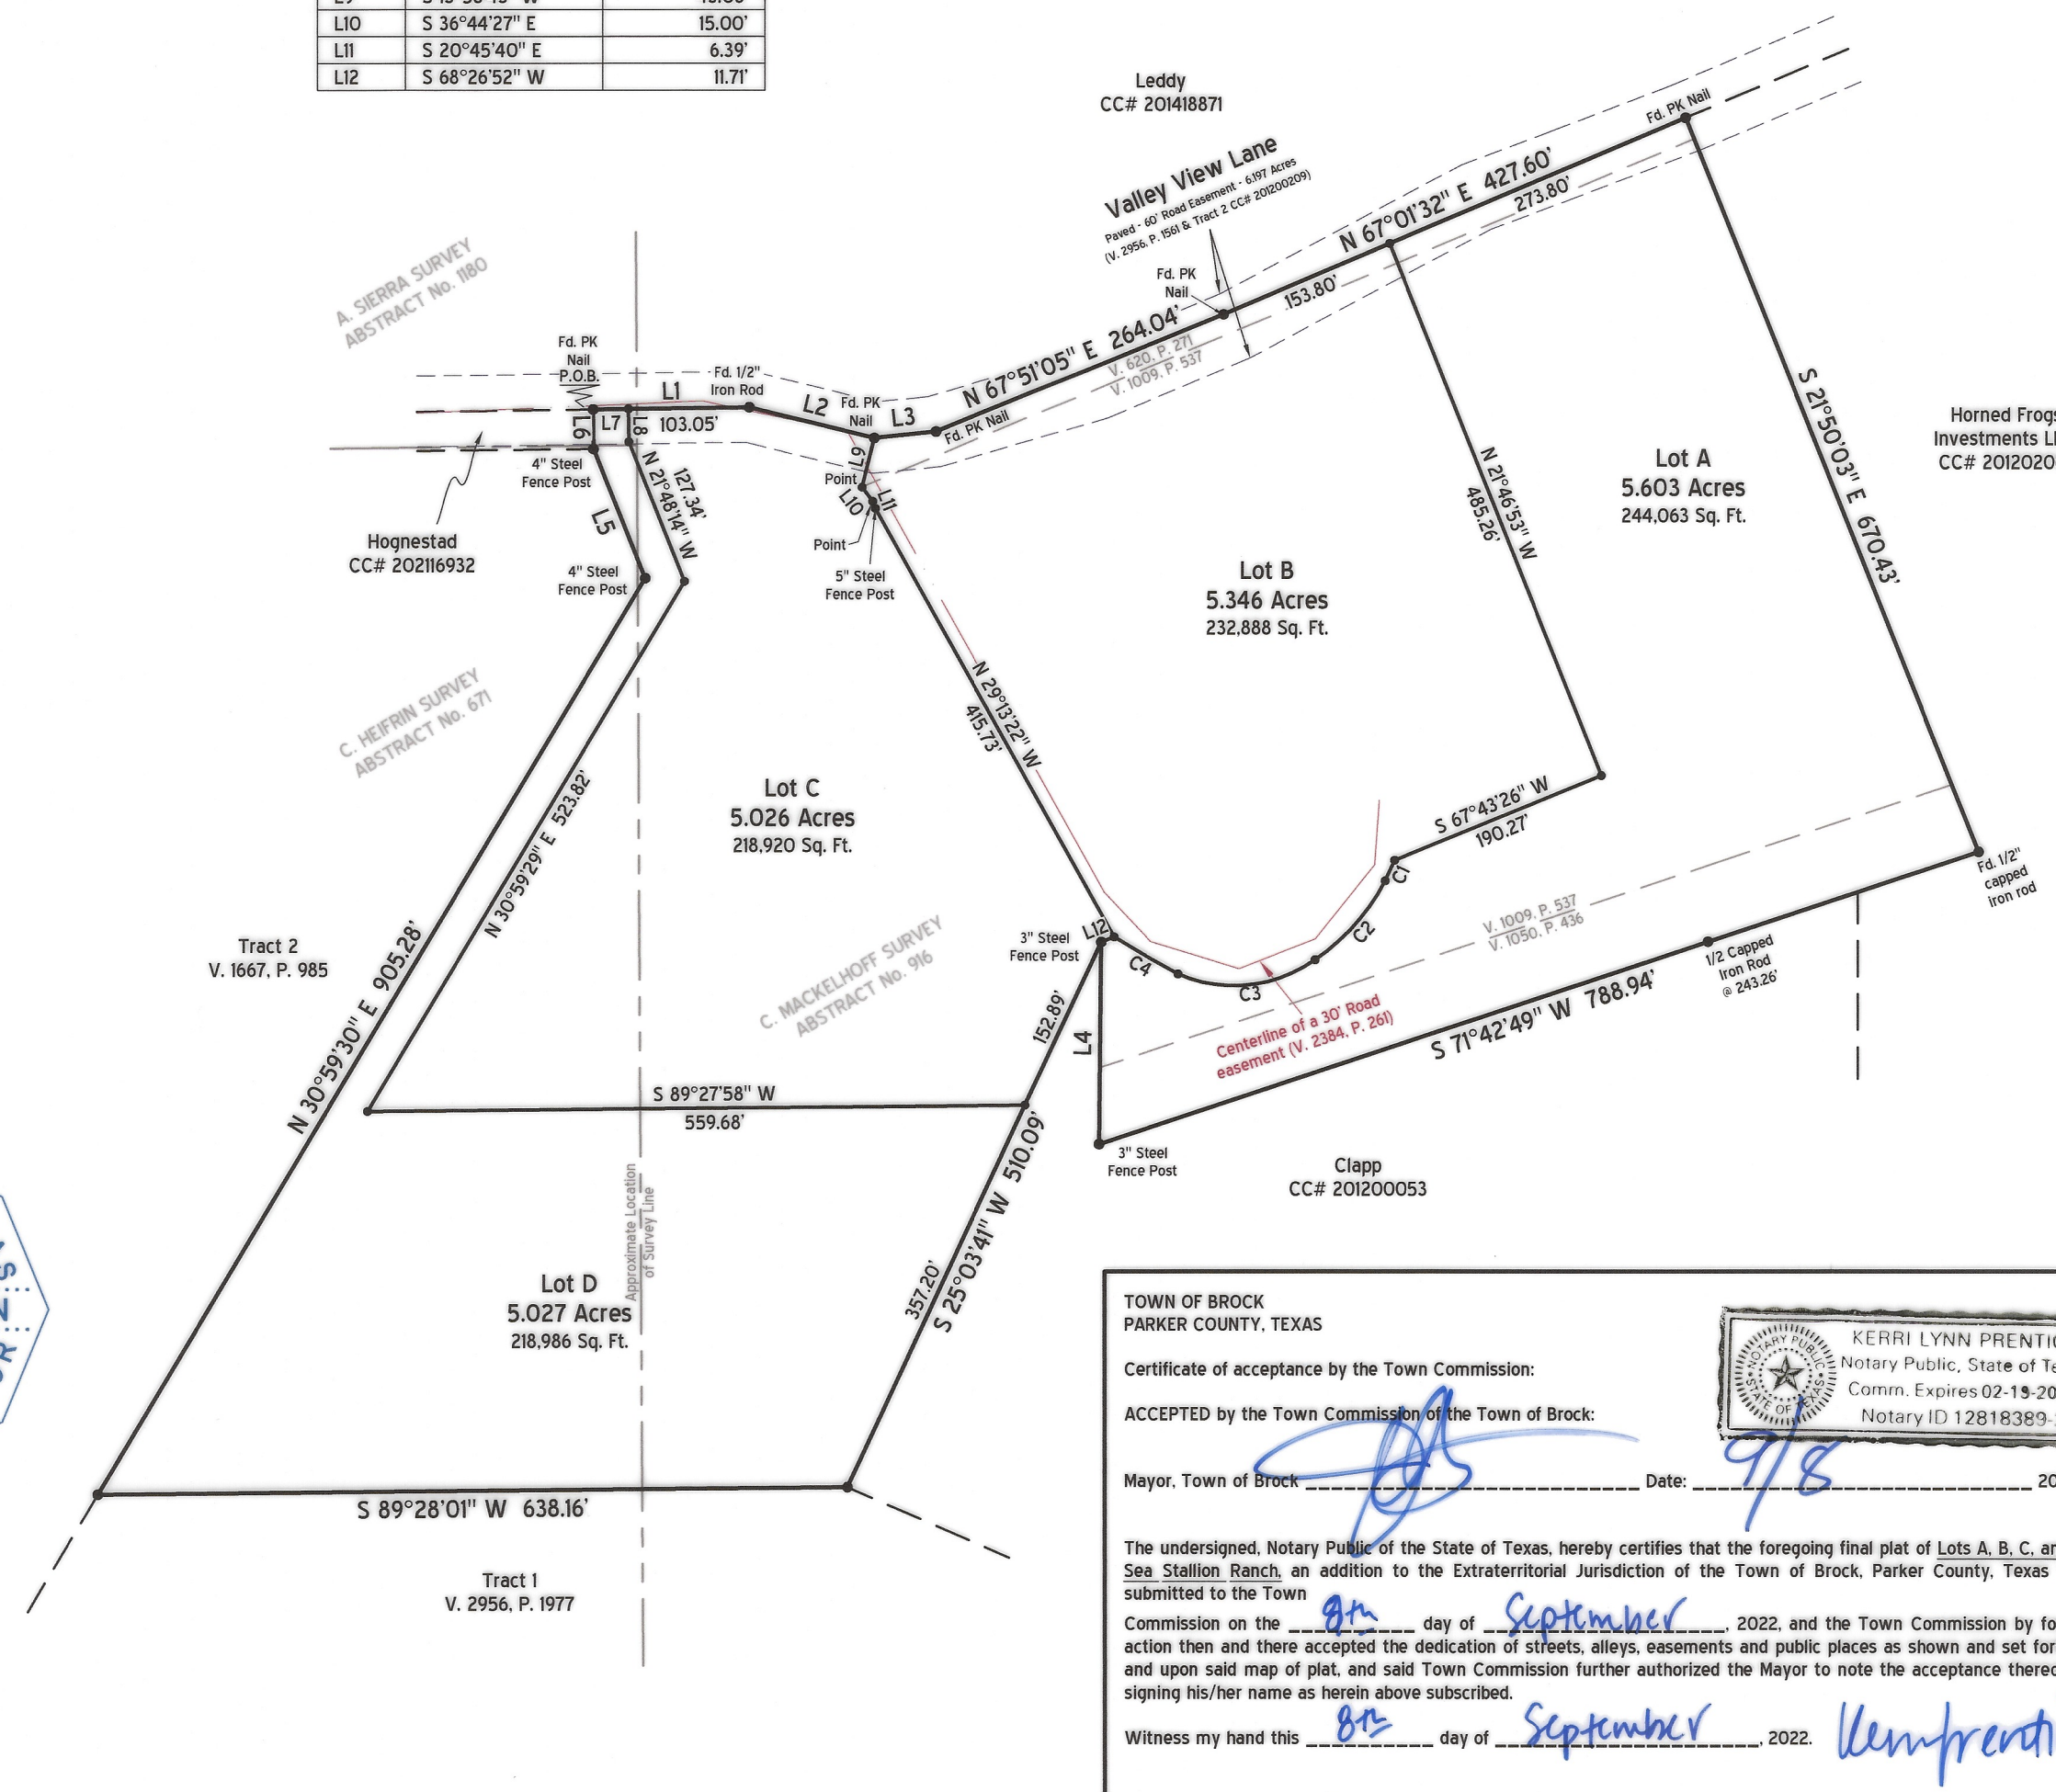 L10 S 36°44'27" E 15.00'
L11 S 20°45'40" E 6.39'
L12 S 68°26'52" W 11.71'
Leddy
CC# 201418871
Fd. PK Nail
Valley View Lane
Paved - 60' Road Easement - 6.197 Acres
(V. 2956, P. 1561 & Tract 2 CC# 201200209)
N 67°01'32" E 427.60'
273.80'
153.80'
Fd. PK
Nail
N 67°51'05" E 264.04'
V. 620, P. 271
V. 1009, P. 537
A. SIERRA SURVEY
ABSTRACT No. 1180
Fd. PK
Nail
P.O.B.
L1
Fd. 1/2"
Iron Rod
L2
Fd. PK
Nail
L3
Fd. PK Nail
L6
L7
L8
103.05'
L9
Point
L10
L11
Point
5" Steel
Fence Post
4" Steel
Fence Post
L5
127.34'
N 21°48'14" W
4" Steel
Fence Post
Hognestad
CC# 202116932
Horned Frogs
Investments
CC#
S 21°50'03" E 670.43'
Lot A
5.603 Acres
244,063 Sq. Ft.
N 21°46'53" W
485.26'
Lot B
5.346 Acres
232,888 Sq. Ft.
N 29°13'22" W
415.73'
C. HEIFRIN SURVEY
ABSTRACT No. 671
Lot C
5.026 Acres
218,920 Sq. Ft.
N 30°59'29" E 523.82'
S 67°43'26" W
190.27'
C1
C2
C3
C4
Fd. 1/2"
capped
iron rod
V. 1009, P. 537
V. 1050, P. 436
1/2 Capped
Iron Rod
@ 243.26'
L12
3" Steel
Fence Post
Tract 2
V. 1667, P. 985
N 30°59'30" E 905.28'
C. MACKELHOFF SURVEY
ABSTRACT No. 916
152.89'
L4
Centerline of a 30' Road
easement (V. 2384, P. 261)
S 71°42'49" W 788.94'
S 89°27'58" W
559.68'
3" Steel
Fence Post
Clapp
CC# 201200053
Approximate Location
of Survey Line
357.20'
S 25°03'41" W 510.09'
Lot D
5.027 Acres
218,986 Sq. Ft.
S 89°28'01" W 638.16'
Tract 1
V. 2956, P. 1977
TOWN OF BROCK
PARKER COUNTY, TEXAS
KERRI LYNN
Notary Public, State of
Comm. Expires
Notary ID 12818389-
NOTARY PUBLIC
STATE OF TEXAS
Certificate of acceptance by the Town Commission:
ACCEPTED by the Town Commission of the Town of Brock:
Mayor, Town of Brock Date: 9/8 20
The undersigned, Notary Public of the State of Texas, hereby certifies that the foregoing final plat of Lots A, B, C,
Sea Stallion Ranch, an addition to the Extraterritorial Jurisdiction of the Town of Brock, Parker County, Texas
submitted to the Town
Commission on the 8th day of September, 2022, and the Town Commission by
action then and there accepted the dedication of streets, alleys, easements and public places as shown and set
and upon said map of plat, and said Town Commission further authorized the Mayor to note the acceptance
signing his/her name as herein above subscribed.
Witness my hand this 8th day of September, 2022.